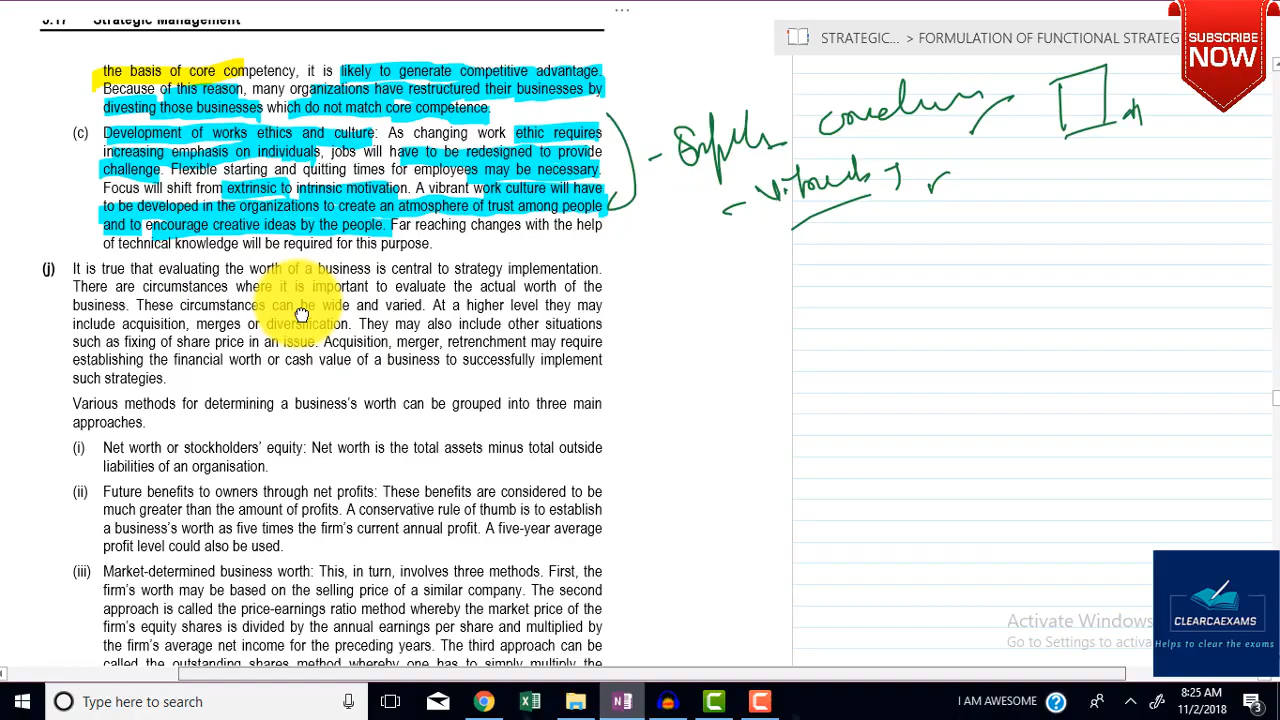 5.17 Strategic Management
STRATEGIC... > FORMULATION OF FUNCTIONAL STRATEG
SUBSCRIBE
NOW
the basis of core competency, it is likely to generate competitive advantage.
Because of this reason, many organizations have restructured their businesses by
divesting those businesses which do not match core competence.
(c) Development of works ethics and culture: As changing work ethic requires
increasing emphasis on individuals, jobs will have to be redesigned to provide
challenge. Flexible starting and quitting times for employees may be necessary.
Focus will shift from extrinsic to intrinsic motivation. A vibrant work culture will have
to be developed in the organizations to create an atmosphere of trust among people
and to encourage creative ideas by the people. Far reaching changes with the help
of technical knowledge will be required for this purpose.
(j) It is true that evaluating the worth of a business is central to strategy implementation.
There are circumstances where it is important to evaluate the actual worth of the
business. These circumstances can be wide and varied. At a higher level they may
include acquisition, merges or diversification. They may also include other situations
such as fixing of share price in an issue. Acquisition, merger, retrenchment may require
establishing the financial worth or cash value of a business to successfully implement
such strategies.
Various methods for determining a business's worth can be grouped into three main
approaches.
(i) Net worth or stockholders' equity: Net worth is the total assets minus total outside
liabilities of an organisation.
(ii) Future benefits to owners through net profits: These benefits are considered to be
much greater than the amount of profits. A conservative rule of thumb is to establish
a business's worth as five times the firm's current annual profit. A five-year average
profit level could also be used.
(iii) Market-determined business worth: This, in turn, involves three methods. First, the
firm's worth may be based on the selling price of a similar company. The second
approach is called the price-earnings ratio method whereby the market price of the
firm's equity shares is divided by the annual earnings per share and multiplied by
the firm's average net income for the preceding years. The third approach can be
called the outstanding shares method whereby one has to simply multiply the
Activate Windows
Go to Settings to activa
CLEARCAEXAMS
Helps to clear the exams
Type here to search
I AM AWESOME
8:25 AM
11/2/2018
3